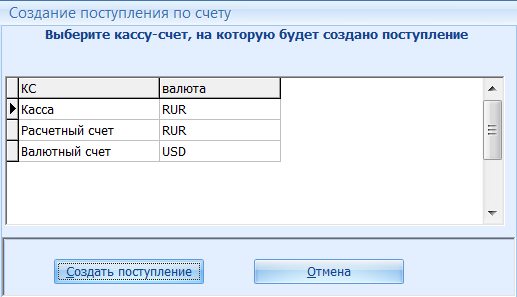 Создание поступления по счету
Выберите кассу-счет, на которую будет создано поступление
КС валюта
Касса RUR
Расчетный счет RUR
Валютный счет USD
Создать поступление Отмена